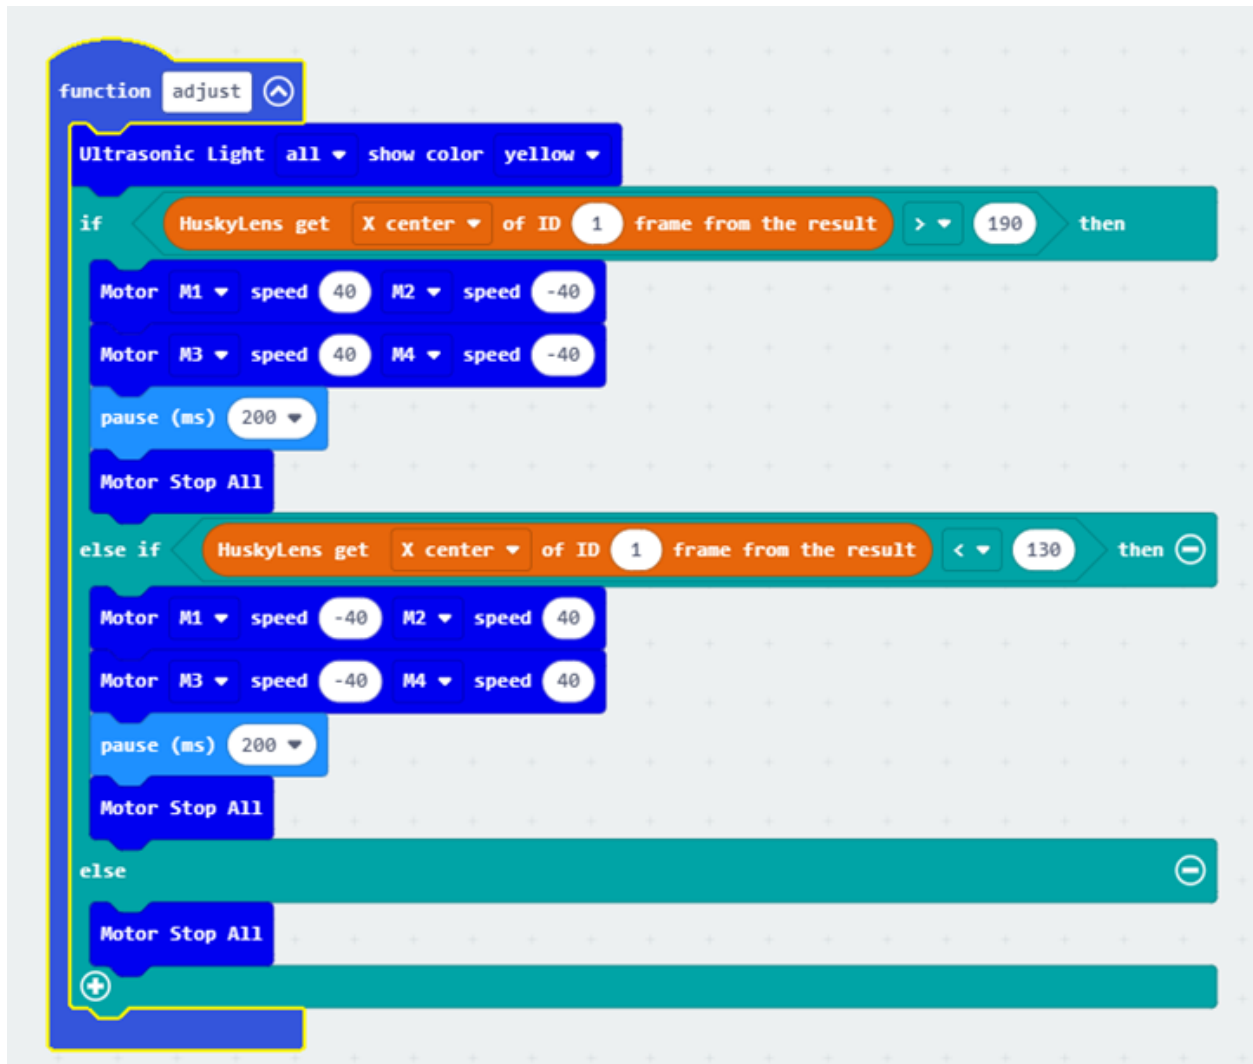 function adjust
Ultrasonic Light all show color yellow
if HuskyLens get X center of ID 1 frame from the result > 190 then
Motor M1 speed 40 M2 speed -40
Motor M3 speed 40 M4 speed -40
pause (ms) 200
Motor Stop All
else if HuskyLens get X center of ID 1 frame from the result < 130 then
Motor M1 speed -40 M2 speed 40
Motor M3 speed -40 M4 speed 40
pause (ms) 200
Motor Stop All
else
Motor Stop All